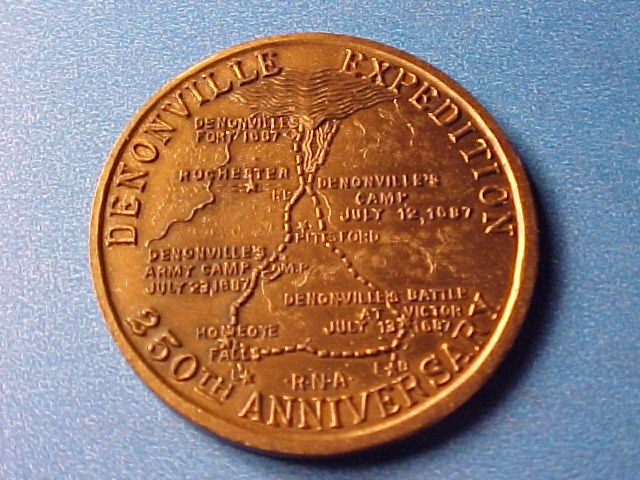 DENONVILLE EXPEDITION
DENONVILLE'S
FORT 1687
ROCHESTER
I.B.
DENONVILLE'S
CAMP
JULY 12, 1687
PITTSFORD
DENONVILLE'S
ARMY CAMP
JULY 23, 1687
M.P.
DENONVILLE'S BATTLE
AT VICTOR
JULY 13 1687
HONEOYE
FALLS
R·N·A·
250TH ANNIVERSARY